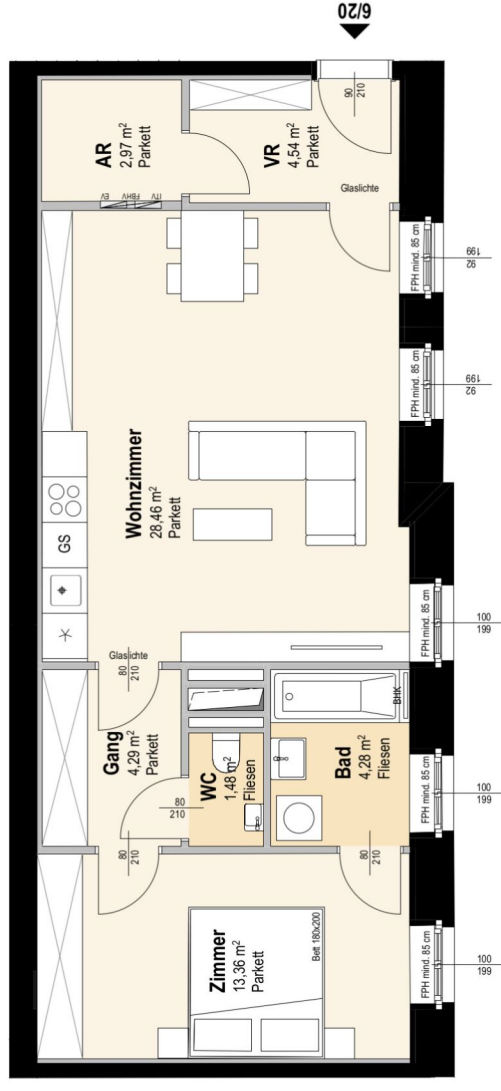 6/20
AR
2,97 m²
Parkett
VR
4,54 m²
Parkett
90
210
EV
FBHV
ITV
Glaslichte
FPH mind. 85 cm
92
199
FPH mind. 85 cm
92
199
Wohnzimmer
28,46 m²
Parkett
GS
FPH mind. 85 cm
100
199
Glaslichte
80
210
Gang
4,29 m²
Parkett
80
210
WC
1,48 m²
Fliesen
BHK
Bad
4,28 m²
Fliesen
FPH mind. 85 cm
100
199
80
210
80
210
Zimmer
13,36 m²
Parkett
Bett 180x200
FPH mind. 85 cm
100
199